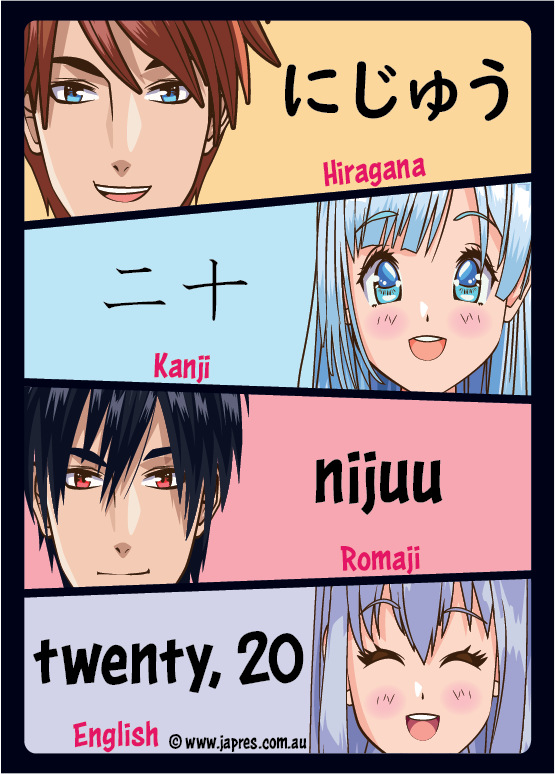 にじゅう
Hiragana
二十
Kanji
nijuu
Romaji
twenty, 20
English © www.japres.com.au